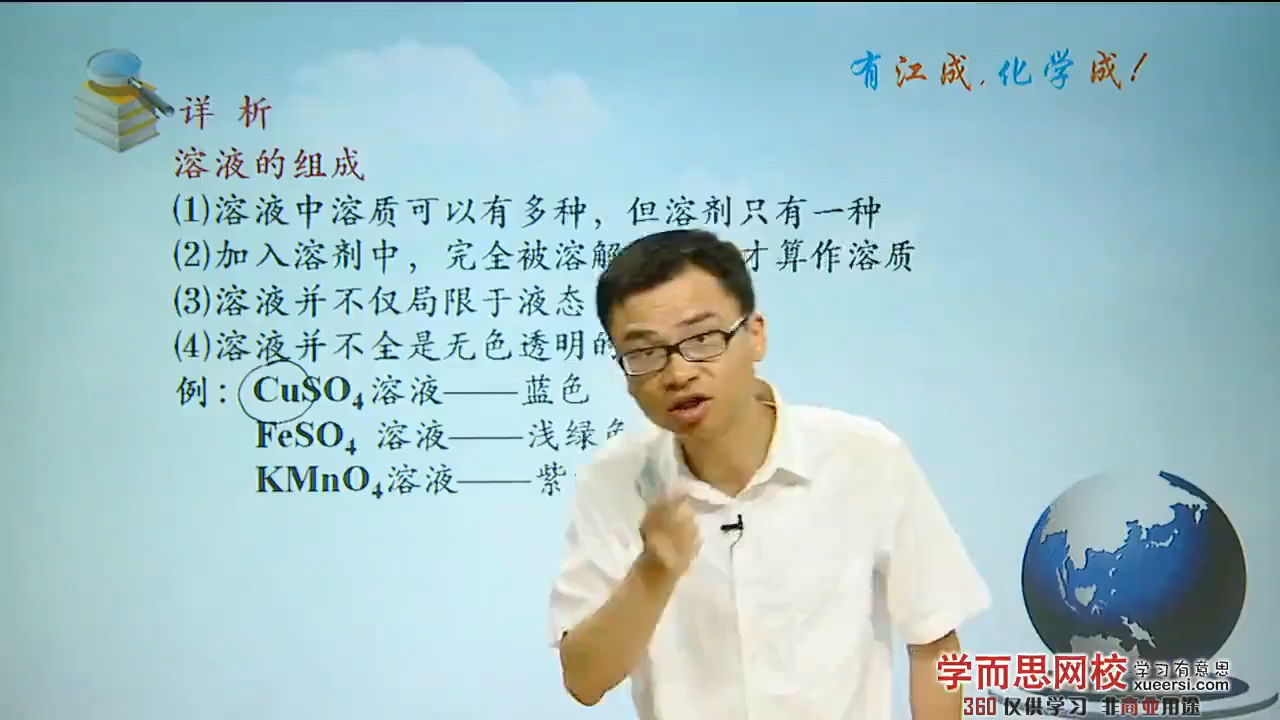 有江成,化学成!
详 析
溶液的组成
(1)溶液中溶质可以有多种，但溶剂只有一种
(2)加入溶剂中，完全被溶解 才算作溶质
(3)溶液并不仅局限于液态
(4)溶液并不全是无色透明的
例：CuSO₄溶液——蓝色
FeSO₄ 溶液——浅绿色
KMnO₄溶液——紫
学而思网校 学习有意思
xueersi.com
360 仅供学习 非商业用途